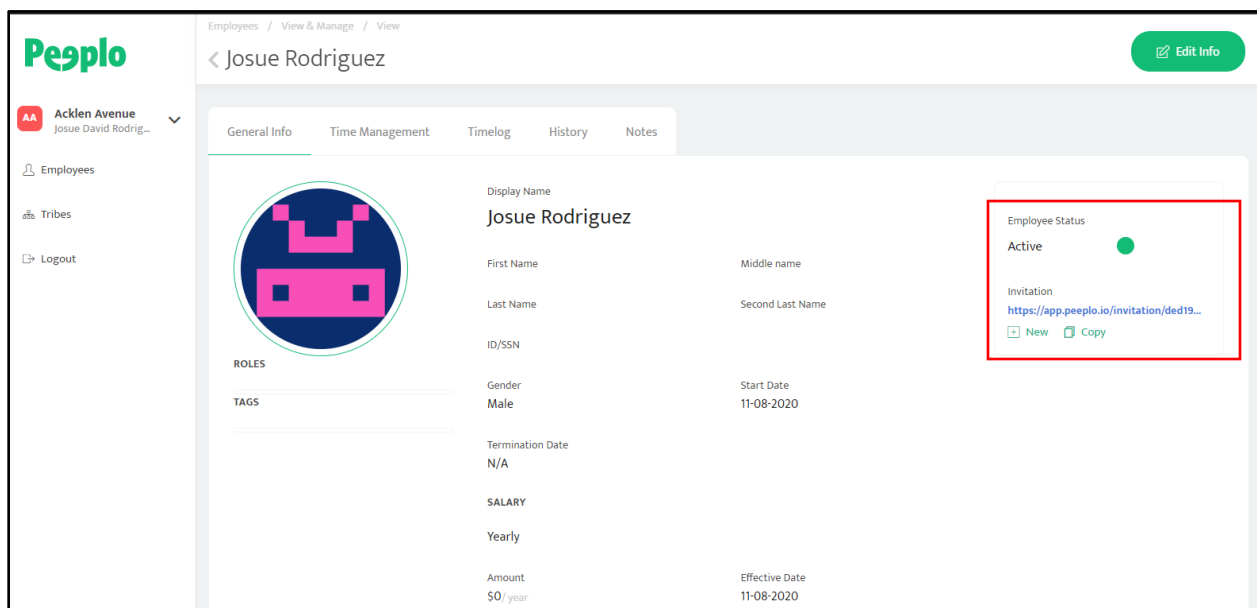 Peeplo
Employees / View & Manage / View
Josue Rodriguez
Edit Info
AA
Acklen Avenue
Josue David Rodrig...
Employees
Tribes
Logout
General Info Time Management Timelog History Notes
ROLES
TAGS
Display Name
Josue Rodriguez
First Name Middle name
Last Name Second Last Name
ID/SSN
Gender Start Date
Male 11-08-2020
Termination Date
N/A
SALARY
Yearly
Amount Effective Date
$0/ year 11-08-2020
Employee Status
Active
Invitation
https://app.peeplo.io/invitation/ded19...
New Copy